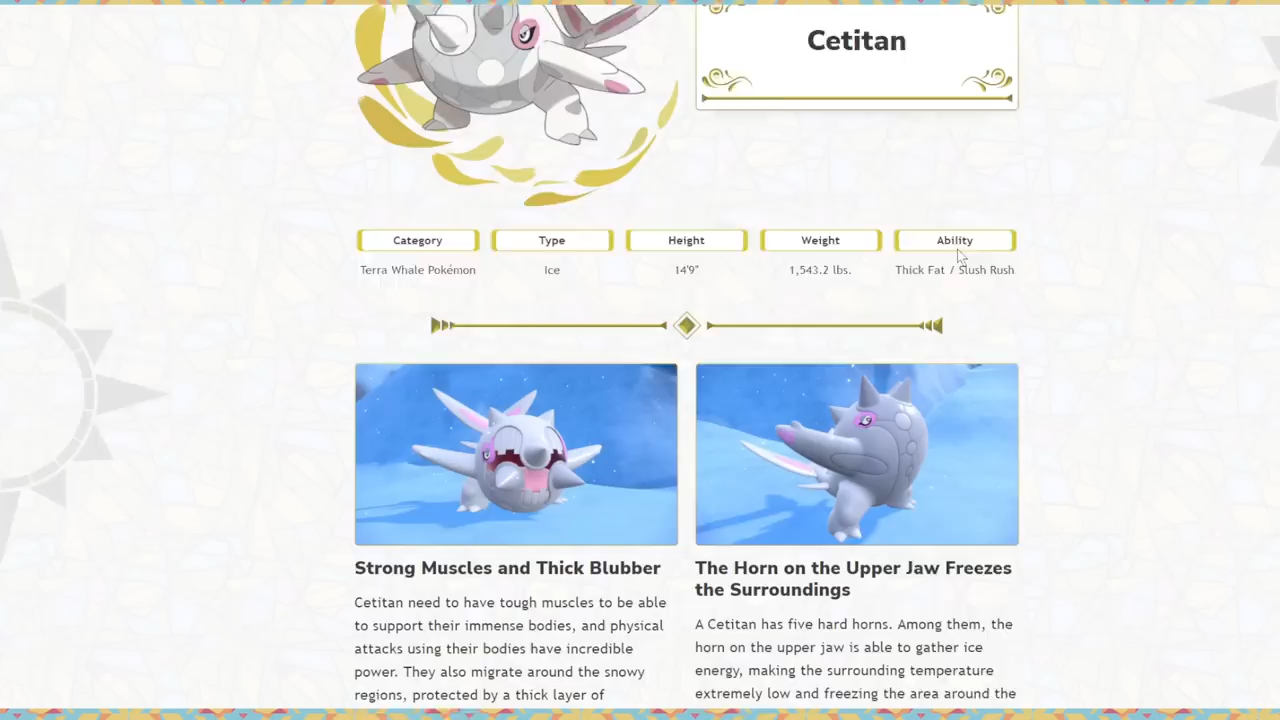 Cetitan
Category
Type
Height
Weight
Ability
Terra Whale Pokémon
Ice
14'9"
1,543.2 lbs.
Thick Fat / Slush Rush
Strong Muscles and Thick Blubber
Cetitan need to have tough muscles to be able
to support their immense bodies, and physical
attacks using their bodies have incredible
power. They also migrate around the snowy
regions, protected by a thick layer of
The Horn on the Upper Jaw Freezes
the Surroundings
A Cetitan has five hard horns. Among them, the
horn on the upper jaw is able to gather ice
energy, making the surrounding temperature
extremely low and freezing the area around the